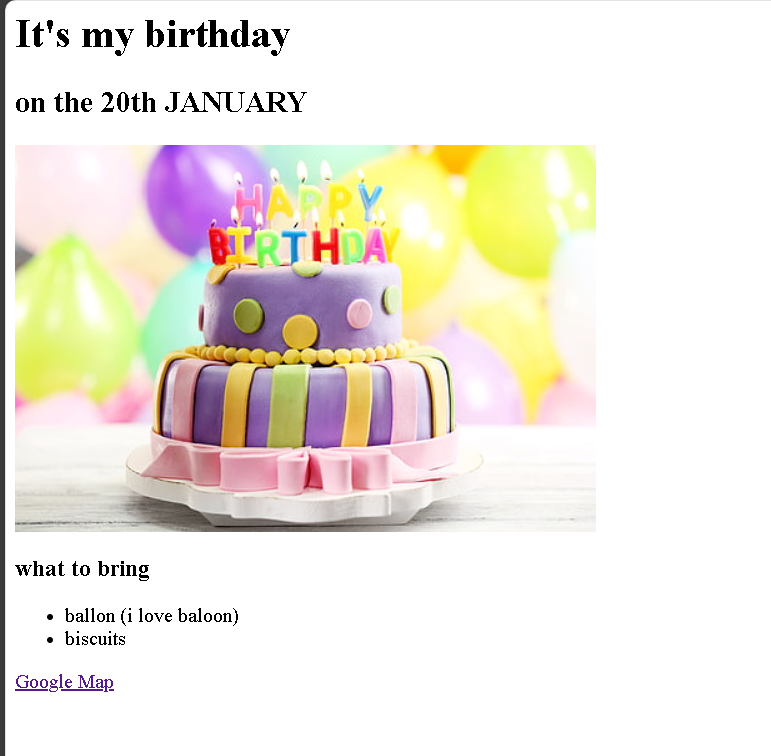 It's my birthday
on the 20th JANUARY
HAPPY
BIRTHDAY
what to bring
ballon (i love baloon)
biscuits
Google Map